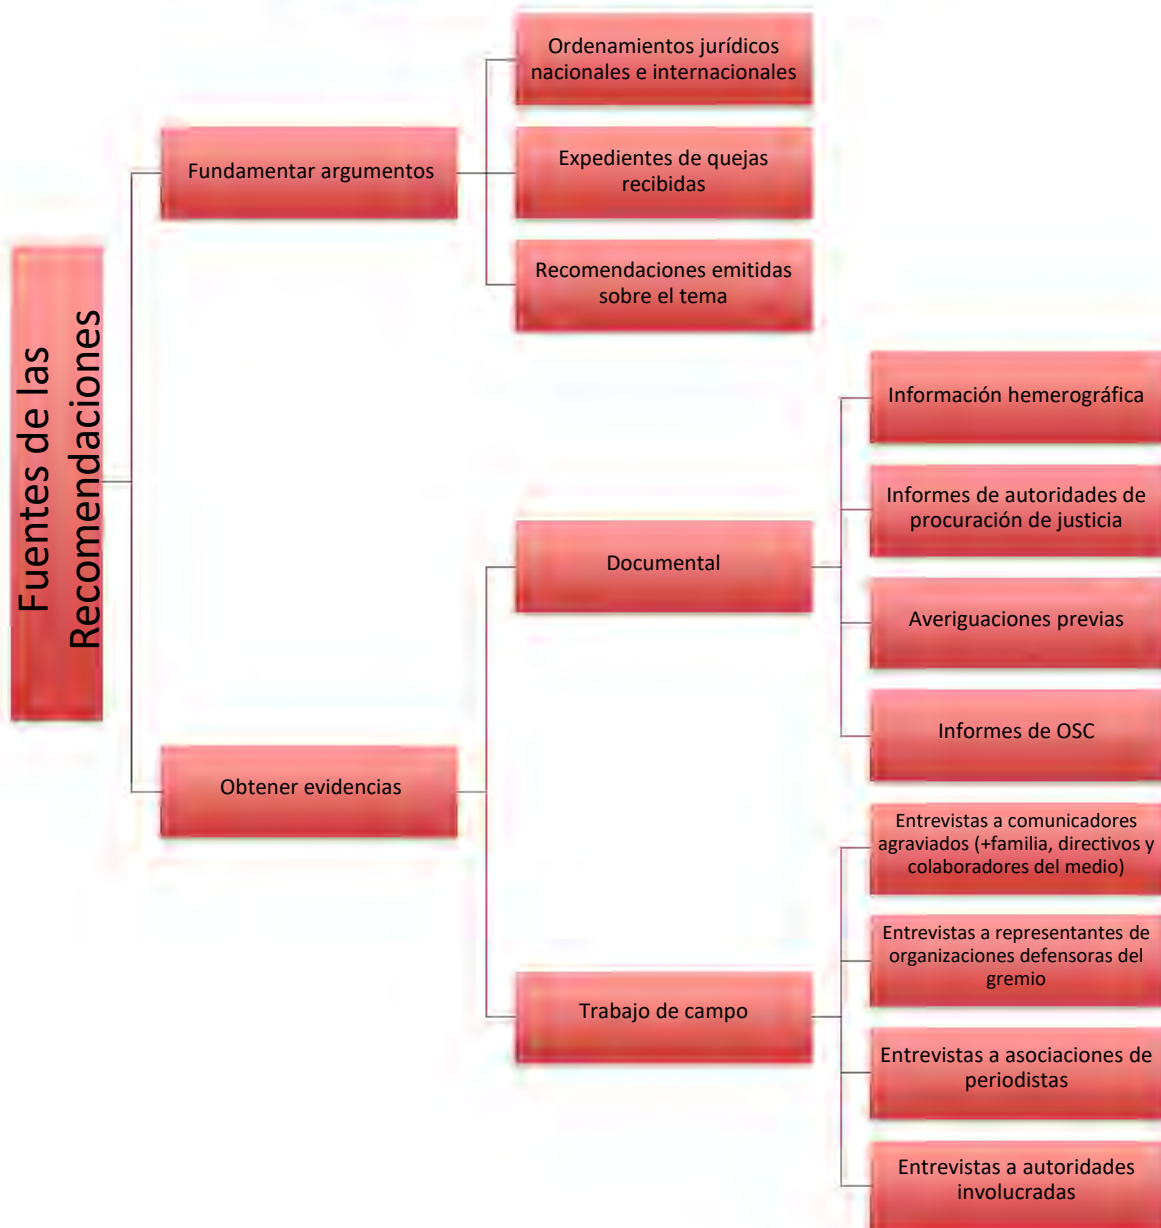 Fuentes de las
Recomendaciones
Fundamentar argumentos
Ordenamientos jurídicos
nacionales e internacionales
Expedientes de quejas
recibidas
Recomendaciones emitidas
sobre el tema
Obtener evidencias
Documental
Información hemerográfica
Informes de autoridades de
procuración de justicia
Averiguaciones previas
Informes de OSC
Trabajo de campo
Entrevistas a comunicadores
agraviados (+familia, directivos y
colaboradores del medio)
Entrevistas a representantes de
organizaciones defensoras del
gremio
Entrevistas a asociaciones de
periodistas
Entrevistas a autoridades
involucradas